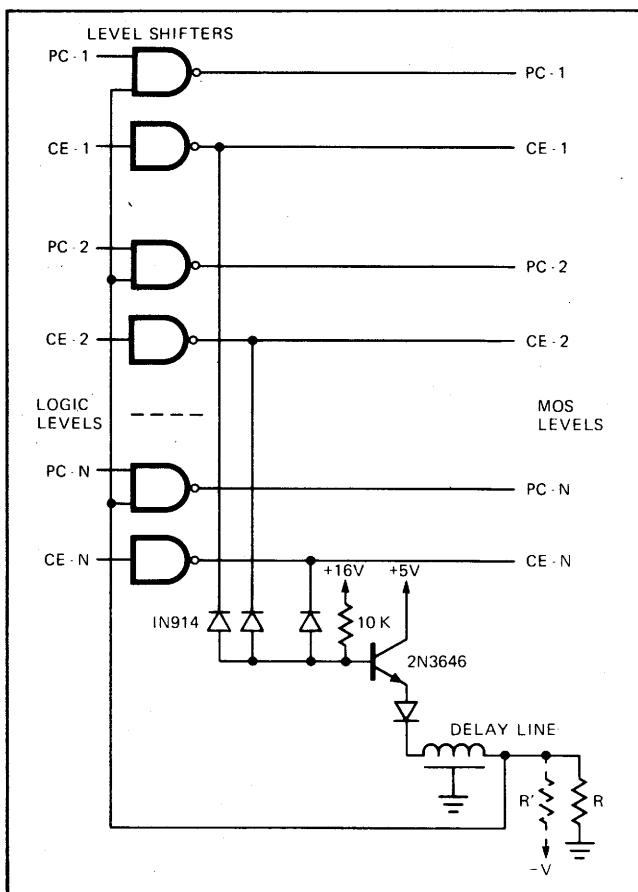 LEVEL SHIFTERS
PC-1
PC-1
CE-1
CE-1
PC-2
PC-2
CE-2
CE-2
LOGIC
LEVELS
MOS
LEVELS
PC-N
PC-N
CE-N
CE-N
+16V
+5V
IN914
10 K
2N3646
DELAY LINE
R'
R
-V